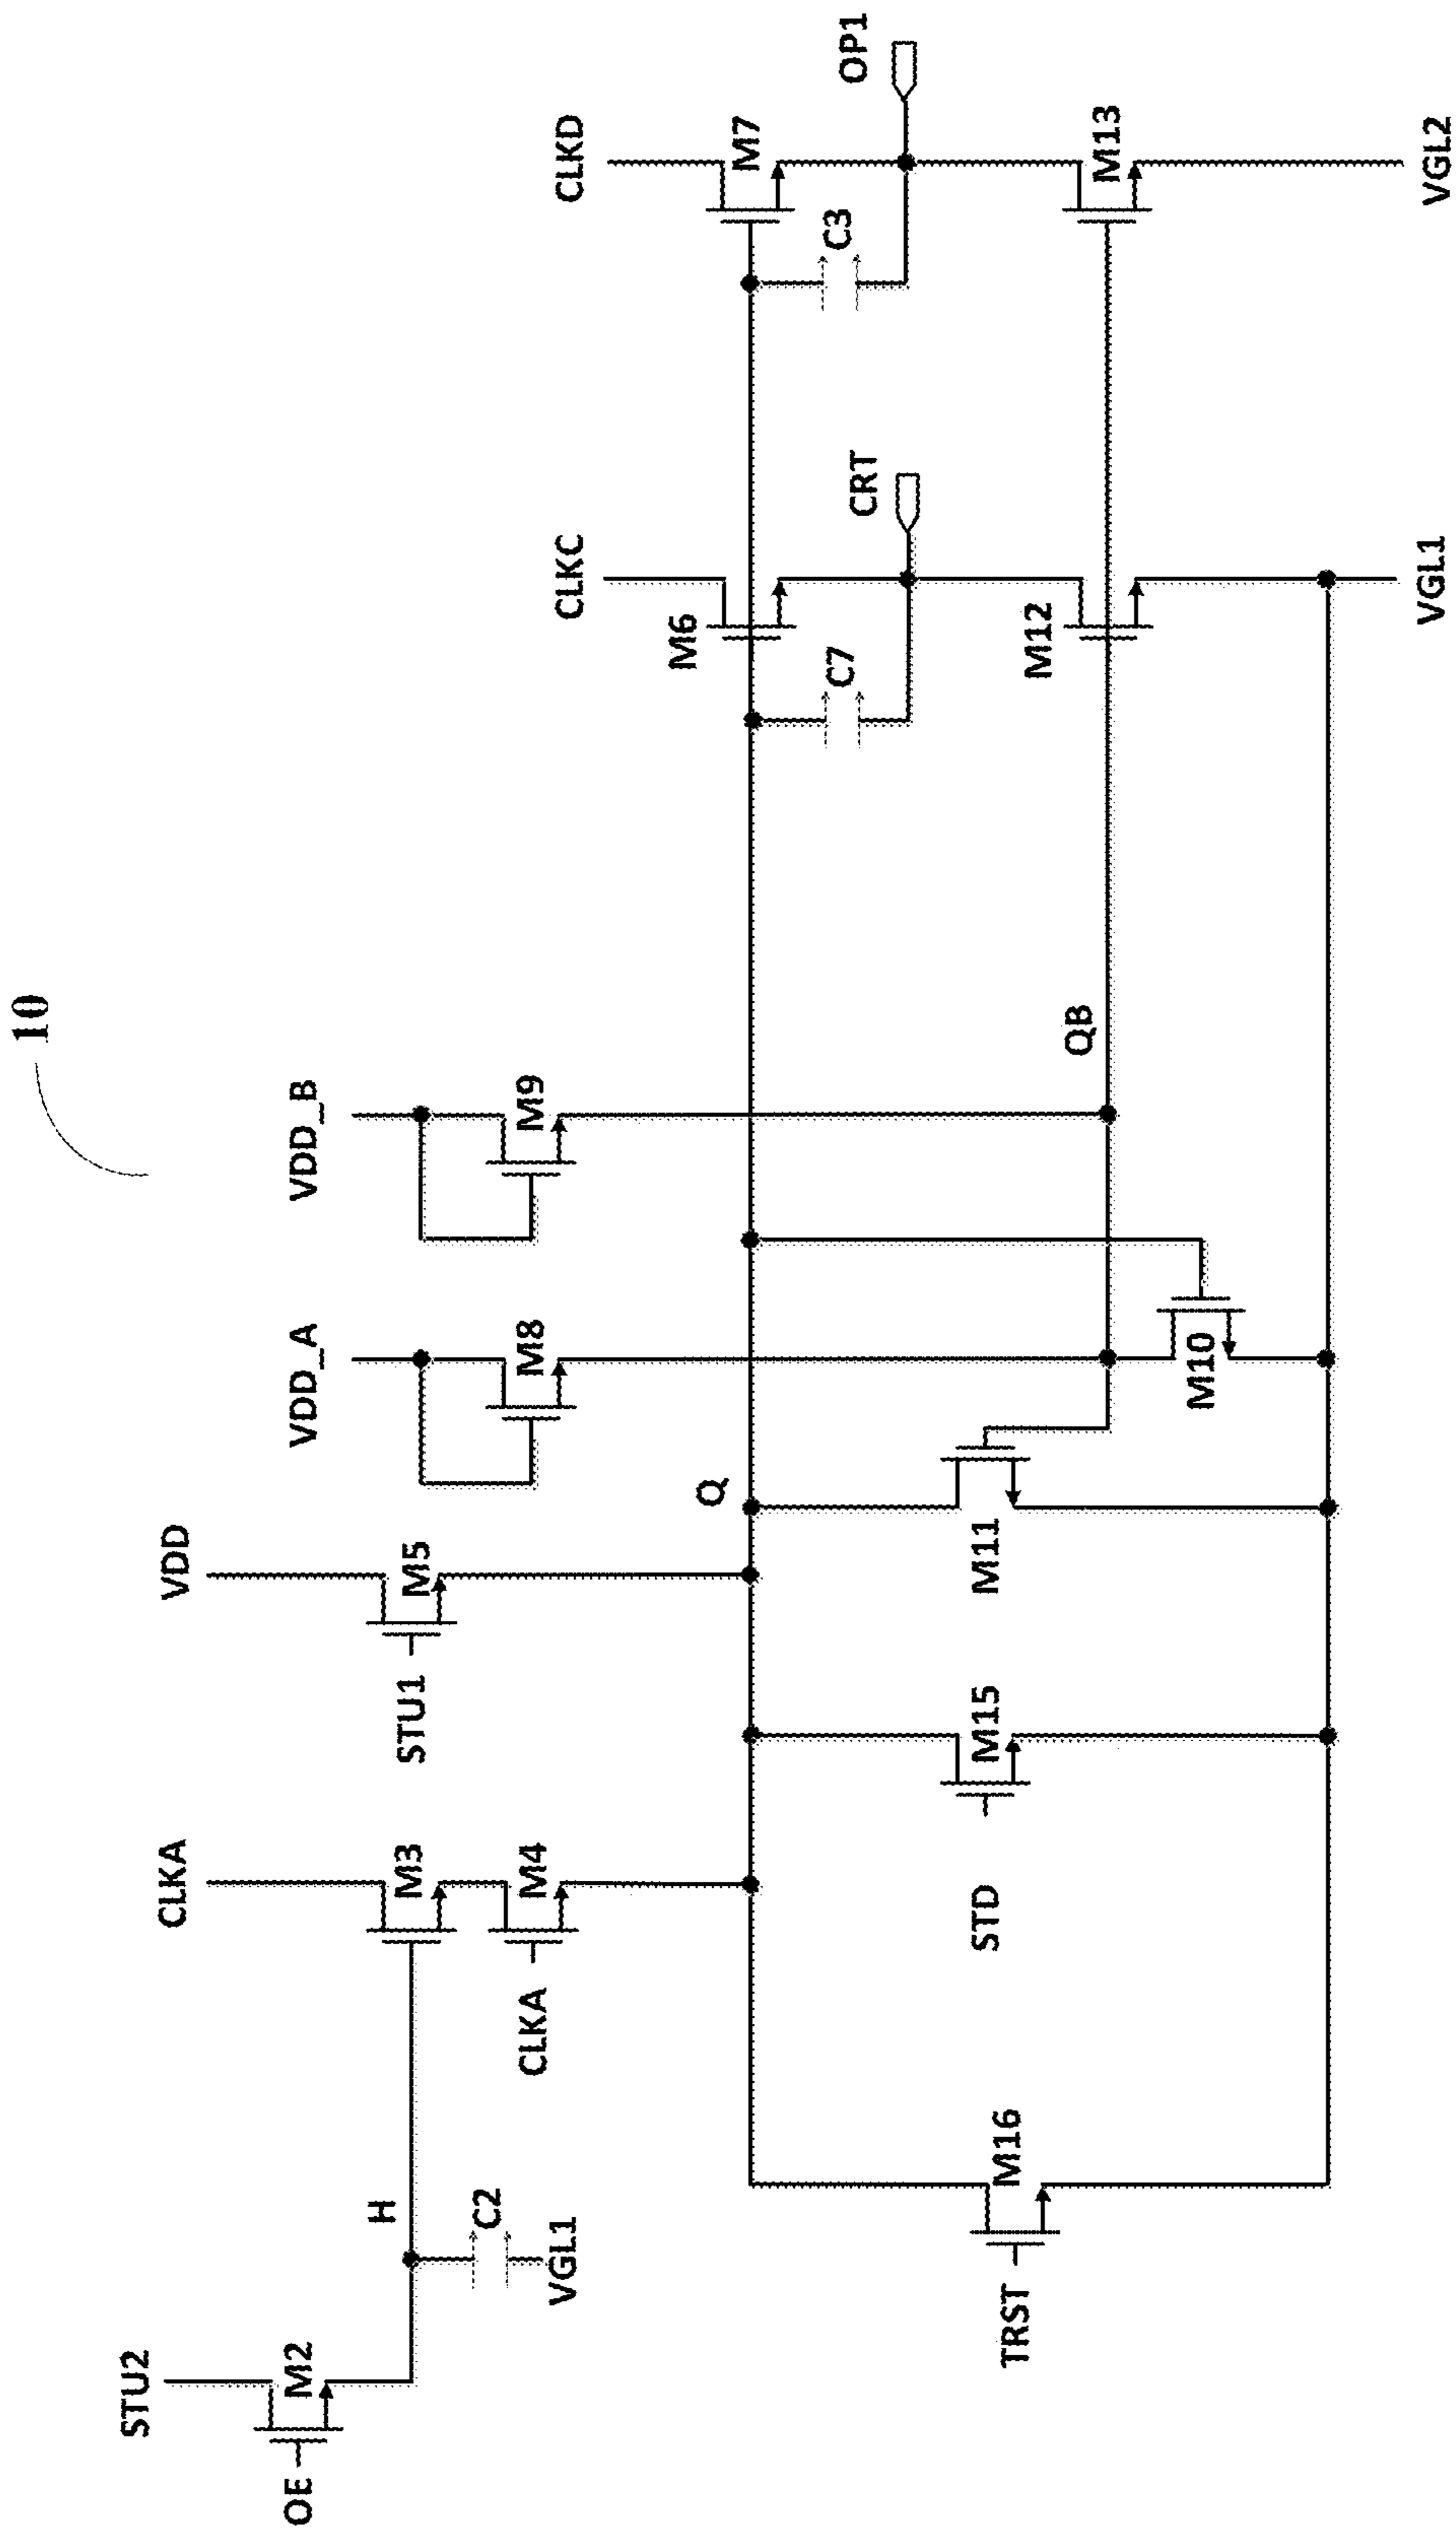 10
STU2
OE
M2
H
C2
VGL1
CLKA
M3
CLKA
M4
VDD
STU1
M5
VDD_A
M8
VDD_B
M9
Q
TRST
M16
STD
M15
M11
M10
QB
CLKC
M6
C7
CRT
M12
VGL1
CLKD
M7
C3
OP1
M13
VGL2